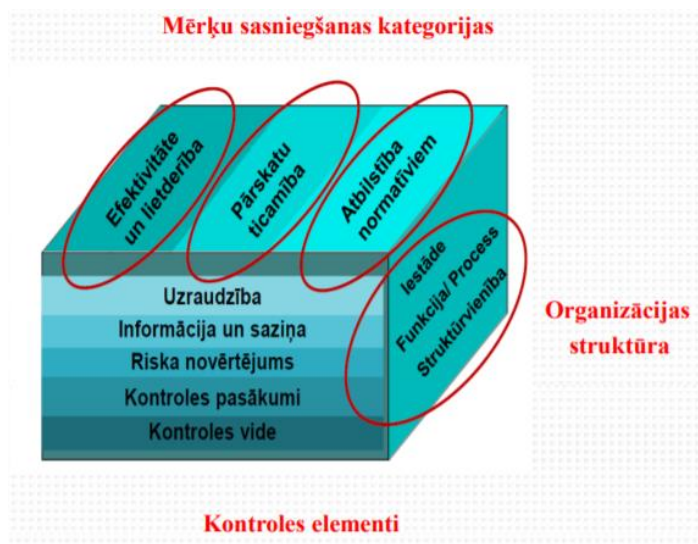 Mērķu sasniegšanas kategorijas
Efektivitāte
un lietderība
Pārskatu
ticamība
Atbilstība
normatīviem
Iestāde
Funkcija/ Process
Struktūrvienība
Organizācijas
struktūra
Uzraudzība
Informācija un saziņa
Riska novērtējums
Kontroles pasākumi
Kontroles vide
Kontroles elementi